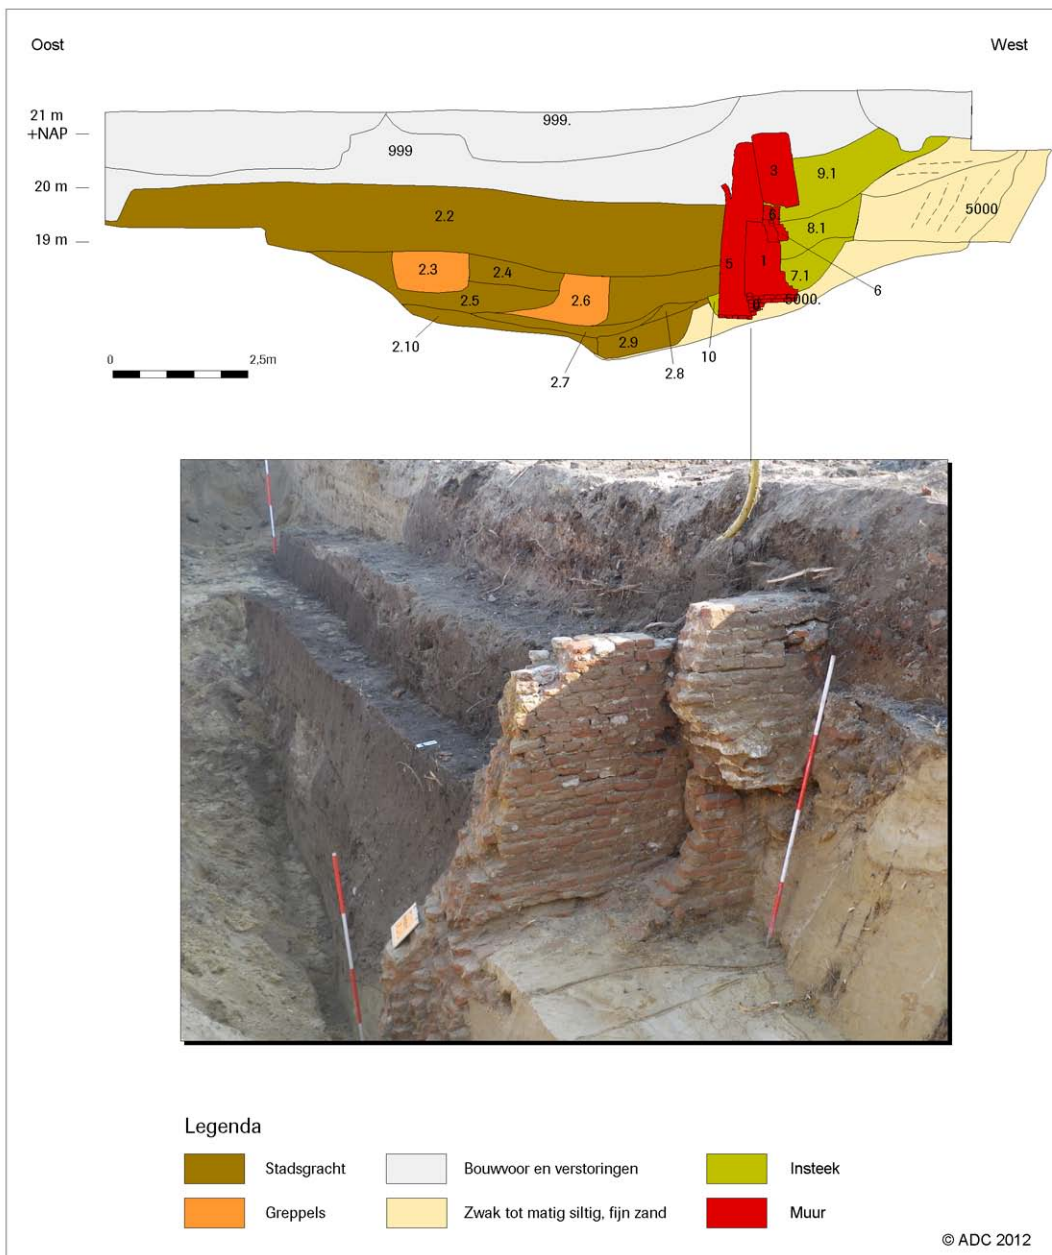 Oost West
21 m
+NAP
999.
999
3
9.1
20 m
2.2
6.
5000
8.1
19 m
5
1
2.3
2.4
7.1
2.5
2.6
6
5000.
2.10
2.9
10
0 2,5m
2.7
2.8
Legenda
Stadsgracht Bouwvoor en verstoringen Insteek
Greppels Zwak tot matig siltig, fijn zand Muur
© ADC 2012